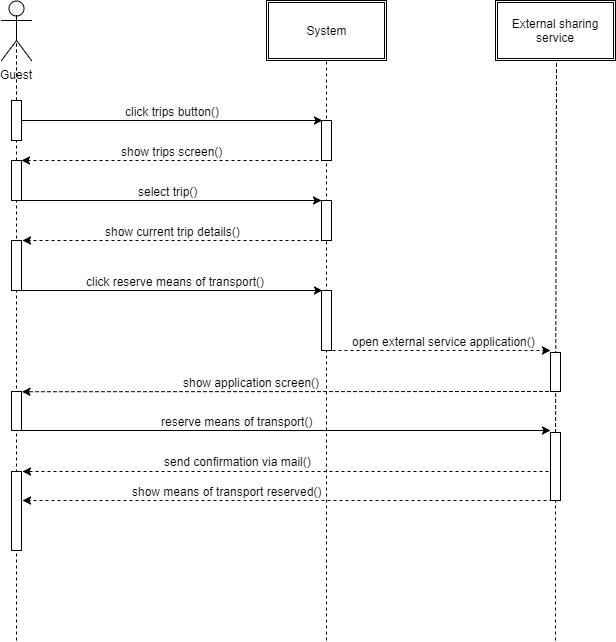 System
External sharing
service
Guest
click trips button()
show trips screen()
select trip()
show current trip details()
click reserve means of transport()
open external service application()
show application screen()
reserve means of transport()
send confirmation via mail()
show means of transport reserved()